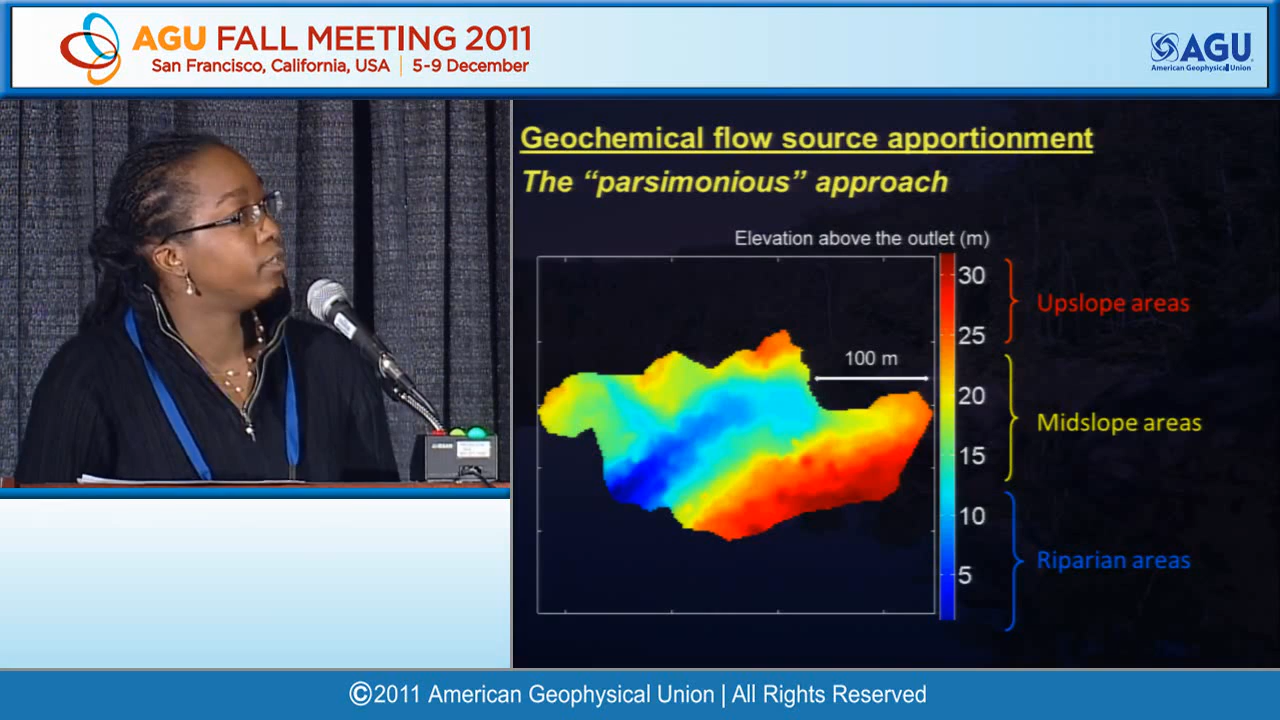 AGU FALL MEETING 2011
San Francisco, California, USA | 5-9 December
AGU
American Geophysical Union
Geochemical flow source apportionment
The “parsimonious” approach
Elevation above the outlet (m)
30
Upslope areas
25
100 m
20
Midslope areas
15
10
Riparian areas
5
©2011 American Geophysical Union | All Rights Reserved